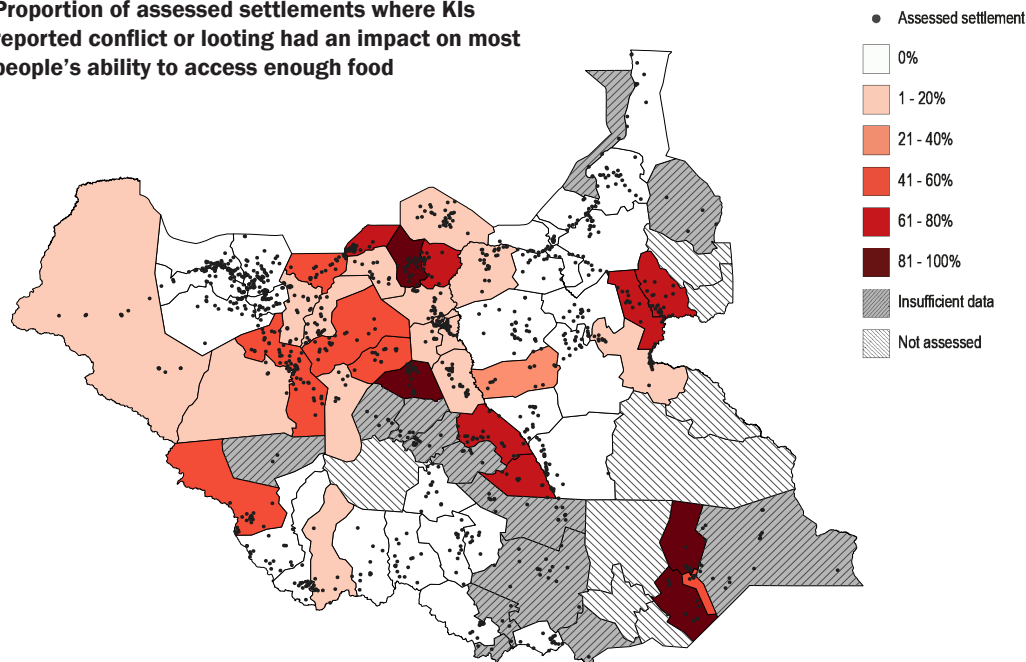 Proportion of assessed settlements where KIs
reported conflict or looting had an impact on most
people's ability to access enough food
Assessed settlement
0%
1 - 20%
21 - 40%
41 - 60%
61 - 80%
81 - 100%
Insufficient data
Not assessed